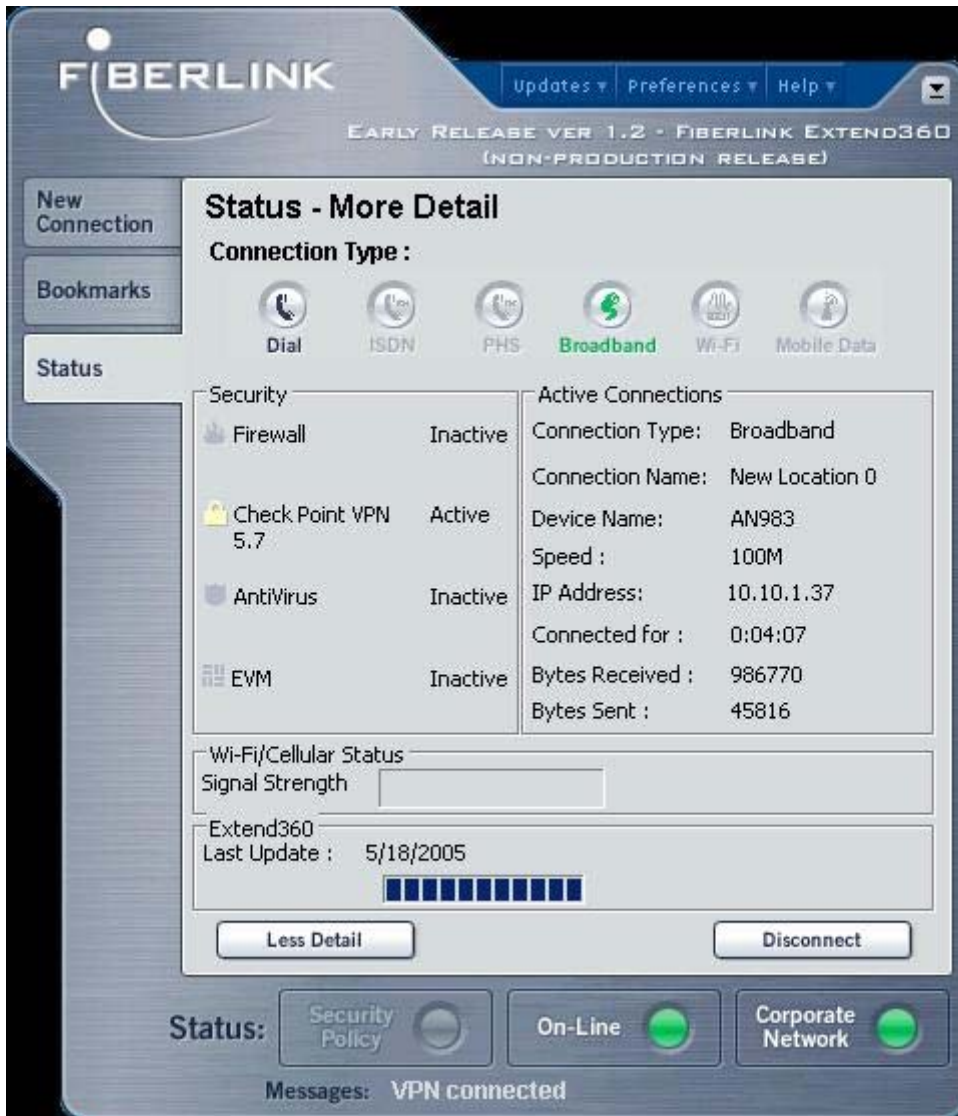 FIBERLINK
Updates Preferences Help
EARLY RELEASE VER 1.2 - FIBERLINK EXTEND360
(NON-PRODUCTION RELEASE)
New
Connection
Bookmarks
Status
Status - More Detail
Connection Type :
Dial ISDN PHS Broadband Wi-Fi Mobile Data
Security
Firewall Inactive
Check Point VPN Active
5.7
AntiVirus Inactive
EVM Inactive
Active Connections
Connection Type: Broadband
Connection Name: New Location 0
Device Name: AN983
Speed : 100M
IP Address: 10.10.1.37
Connected for : 0:04:07
Bytes Received : 986770
Bytes Sent : 45816
Wi-Fi/Cellular Status
Signal Strength
Extend360
Last Update : 5/18/2005
Less Detail Disconnect
Status:
Security
Policy
On-Line
Corporate
Network
Messages: VPN connected